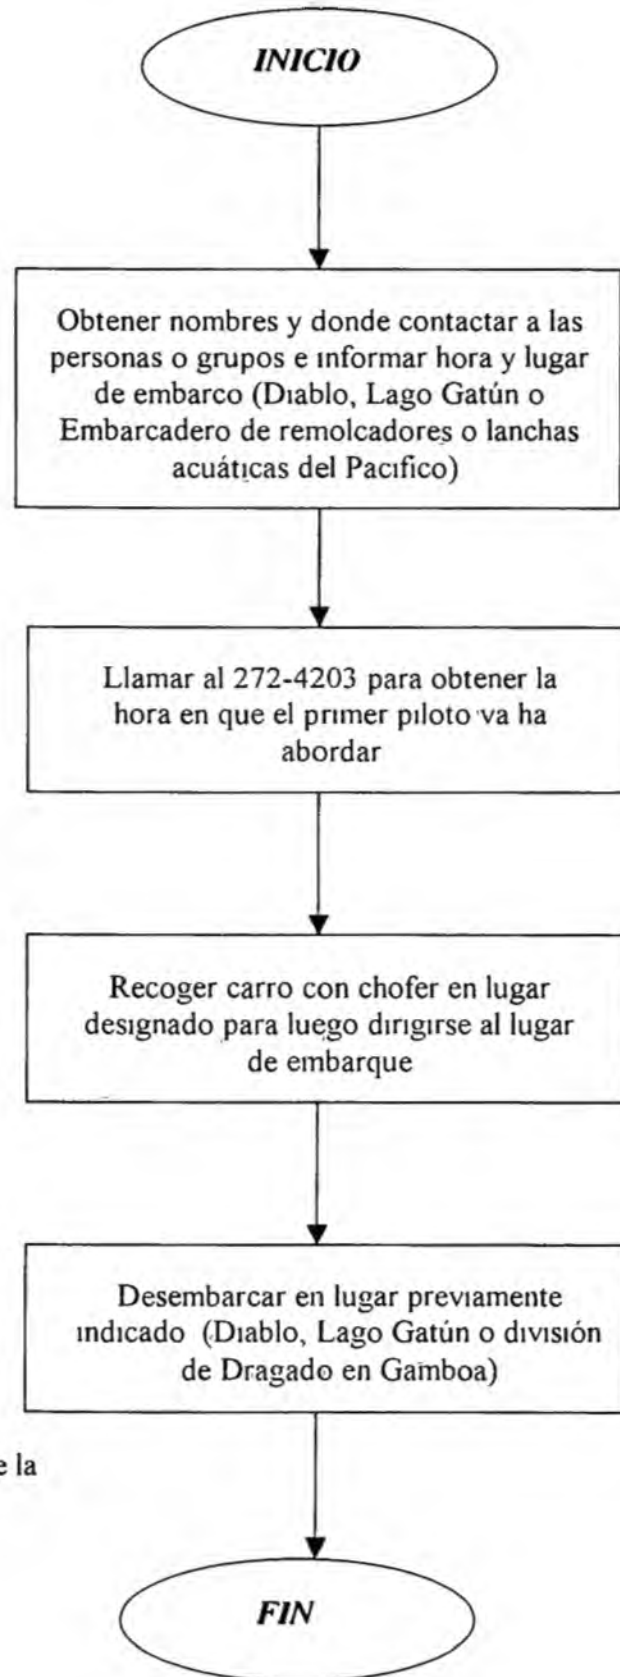 INICIO
Obtener nombres y donde contactar a las
personas o grupos e informar hora y lugar
de embarco (Diablo, Lago Gatún o
Embarcadero de remolcadores o lanchas
acuáticas del Pacifico)
Llamar al 272-4203 para obtener la
hora en que el primer piloto va ha
abordar
Recoger carro con chofer en lugar
designado para luego dirigirse al lugar
de embarque
Desembarcar en lugar previamente
indicado (Diablo, Lago Gatún o división
de Dragado en Gamboa)
e la
FIN